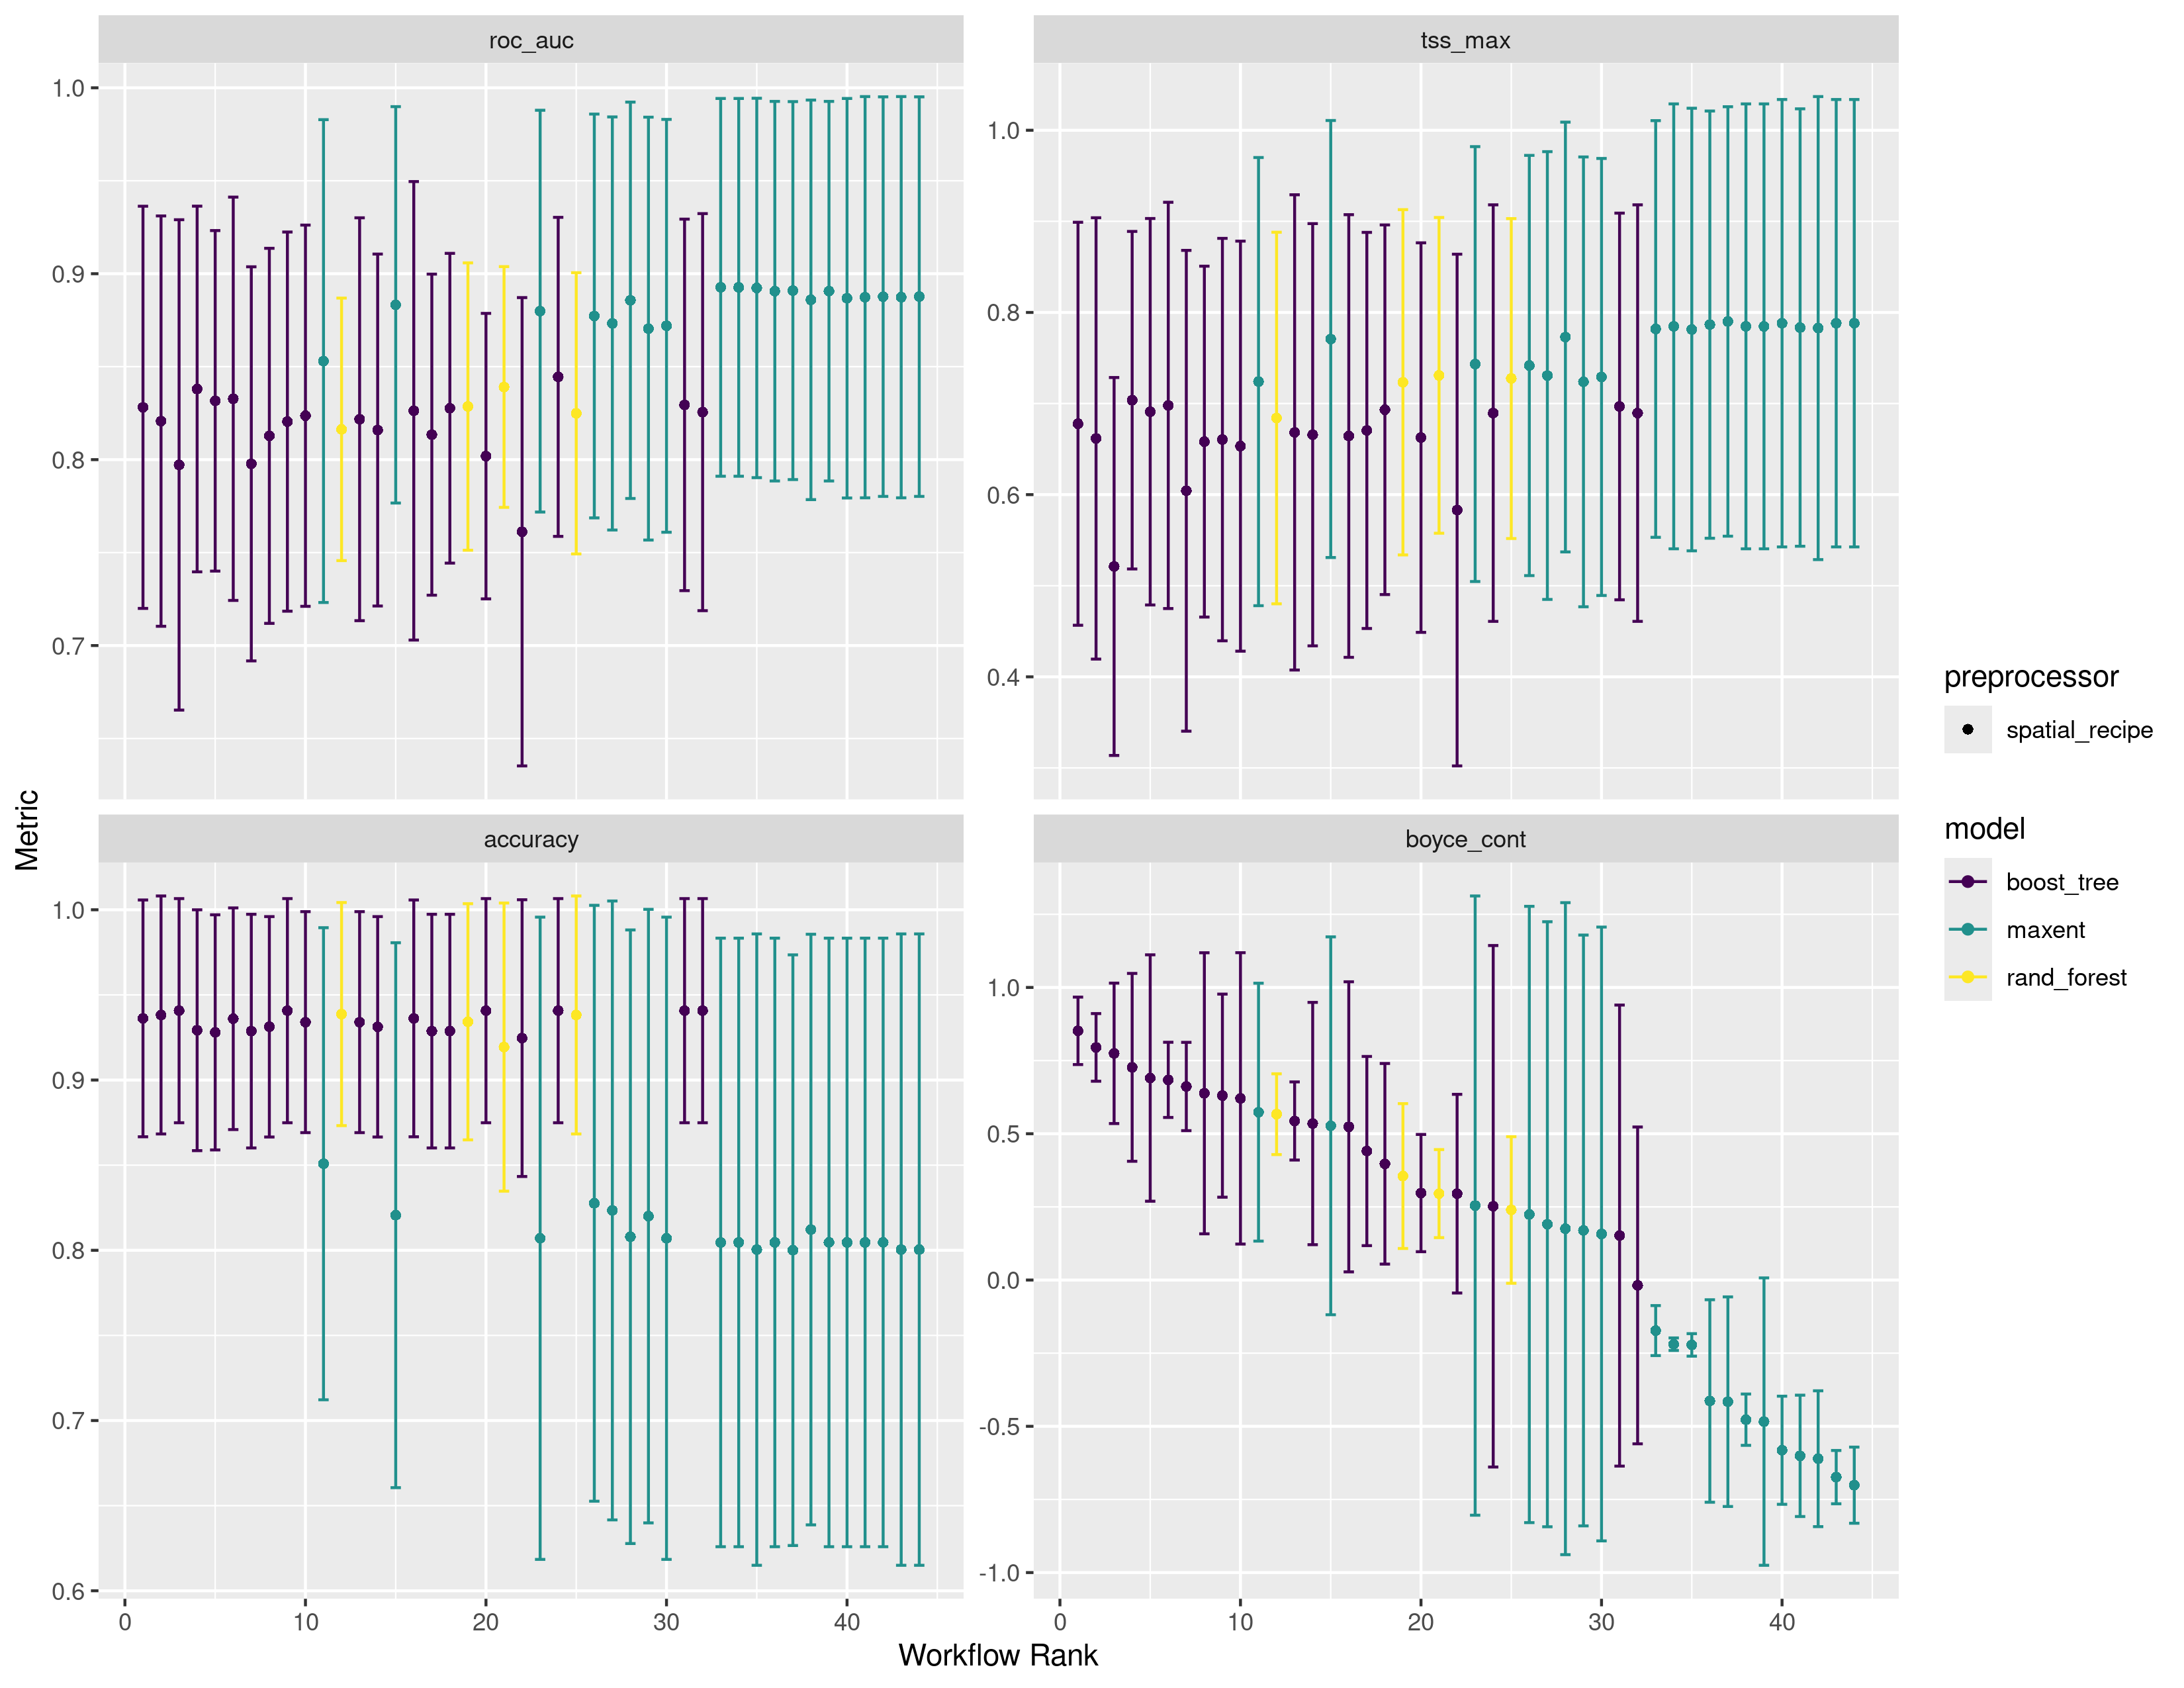 roc_auc
tss_max
1.0
0.9
0.8
0.7
1.0
0.8
0.6
0.4
accuracy
boyce_cont
1.0
0.9
0.8
0.7
0.6
1.0
0.5
0.0
-0.5
-1.0
0 10 20 30 40
0 10 20 30 40
Workflow Rank
Metric
preprocessor
spatial_recipe
model
boost_tree
maxent
rand_forest